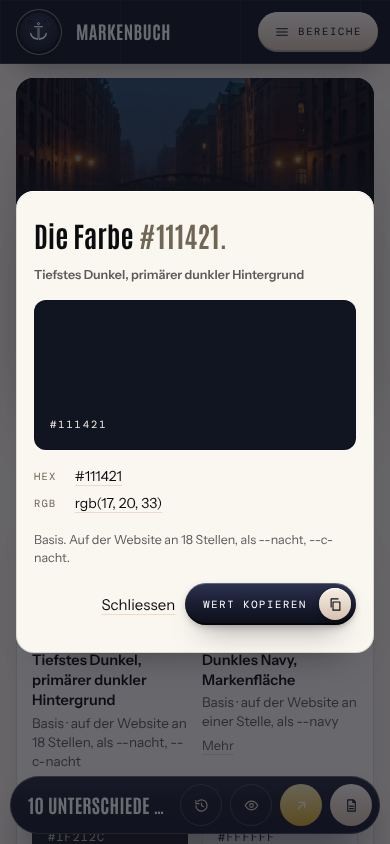 MARKENBUCH
BEREICHE
Die Farbe #111421.
Tiefstes Dunkel, primärer dunkler Hintergrund
#111421
HEX #111421
RGB rgb(17, 20, 33)
Basis. Auf der Website an 18 Stellen, als --nacht, --c-
nacht.
Schliessen
WERT KOPIEREN
Tiefstes Dunkel,
primärer dunkler
Hintergrund
Basis · auf der Website an
18 Stellen, als --nacht, --
c-nacht
Dunkles Navy,
Markenfläche
Basis · auf der Website an
einer Stelle, als --navy
Mehr
10 UNTERSCHIEDE ...
#1F212C
#FFFFFF